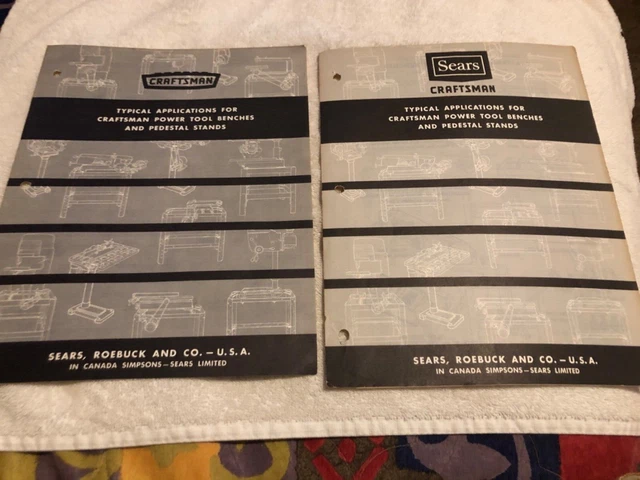 CRAFTSMAN
TYPICAL APPLICATIONS FOR
CRAFTSMAN POWER TOOL BENCHES
AND PEDESTAL STANDS
SEARS, ROEBUCK AND CO. — U.S.A.
IN CANADA SIMPSONS — SEARS LIMITED
Sears
CRAFTSMAN
TYPICAL APPLICATIONS FOR
CRAFTSMAN POWER TOOL BENCHES
AND PEDESTAL STANDS
SEARS, ROEBUCK AND CO. — U.S.A.
IN CANADA SIMPSONS — SEARS LIMITED